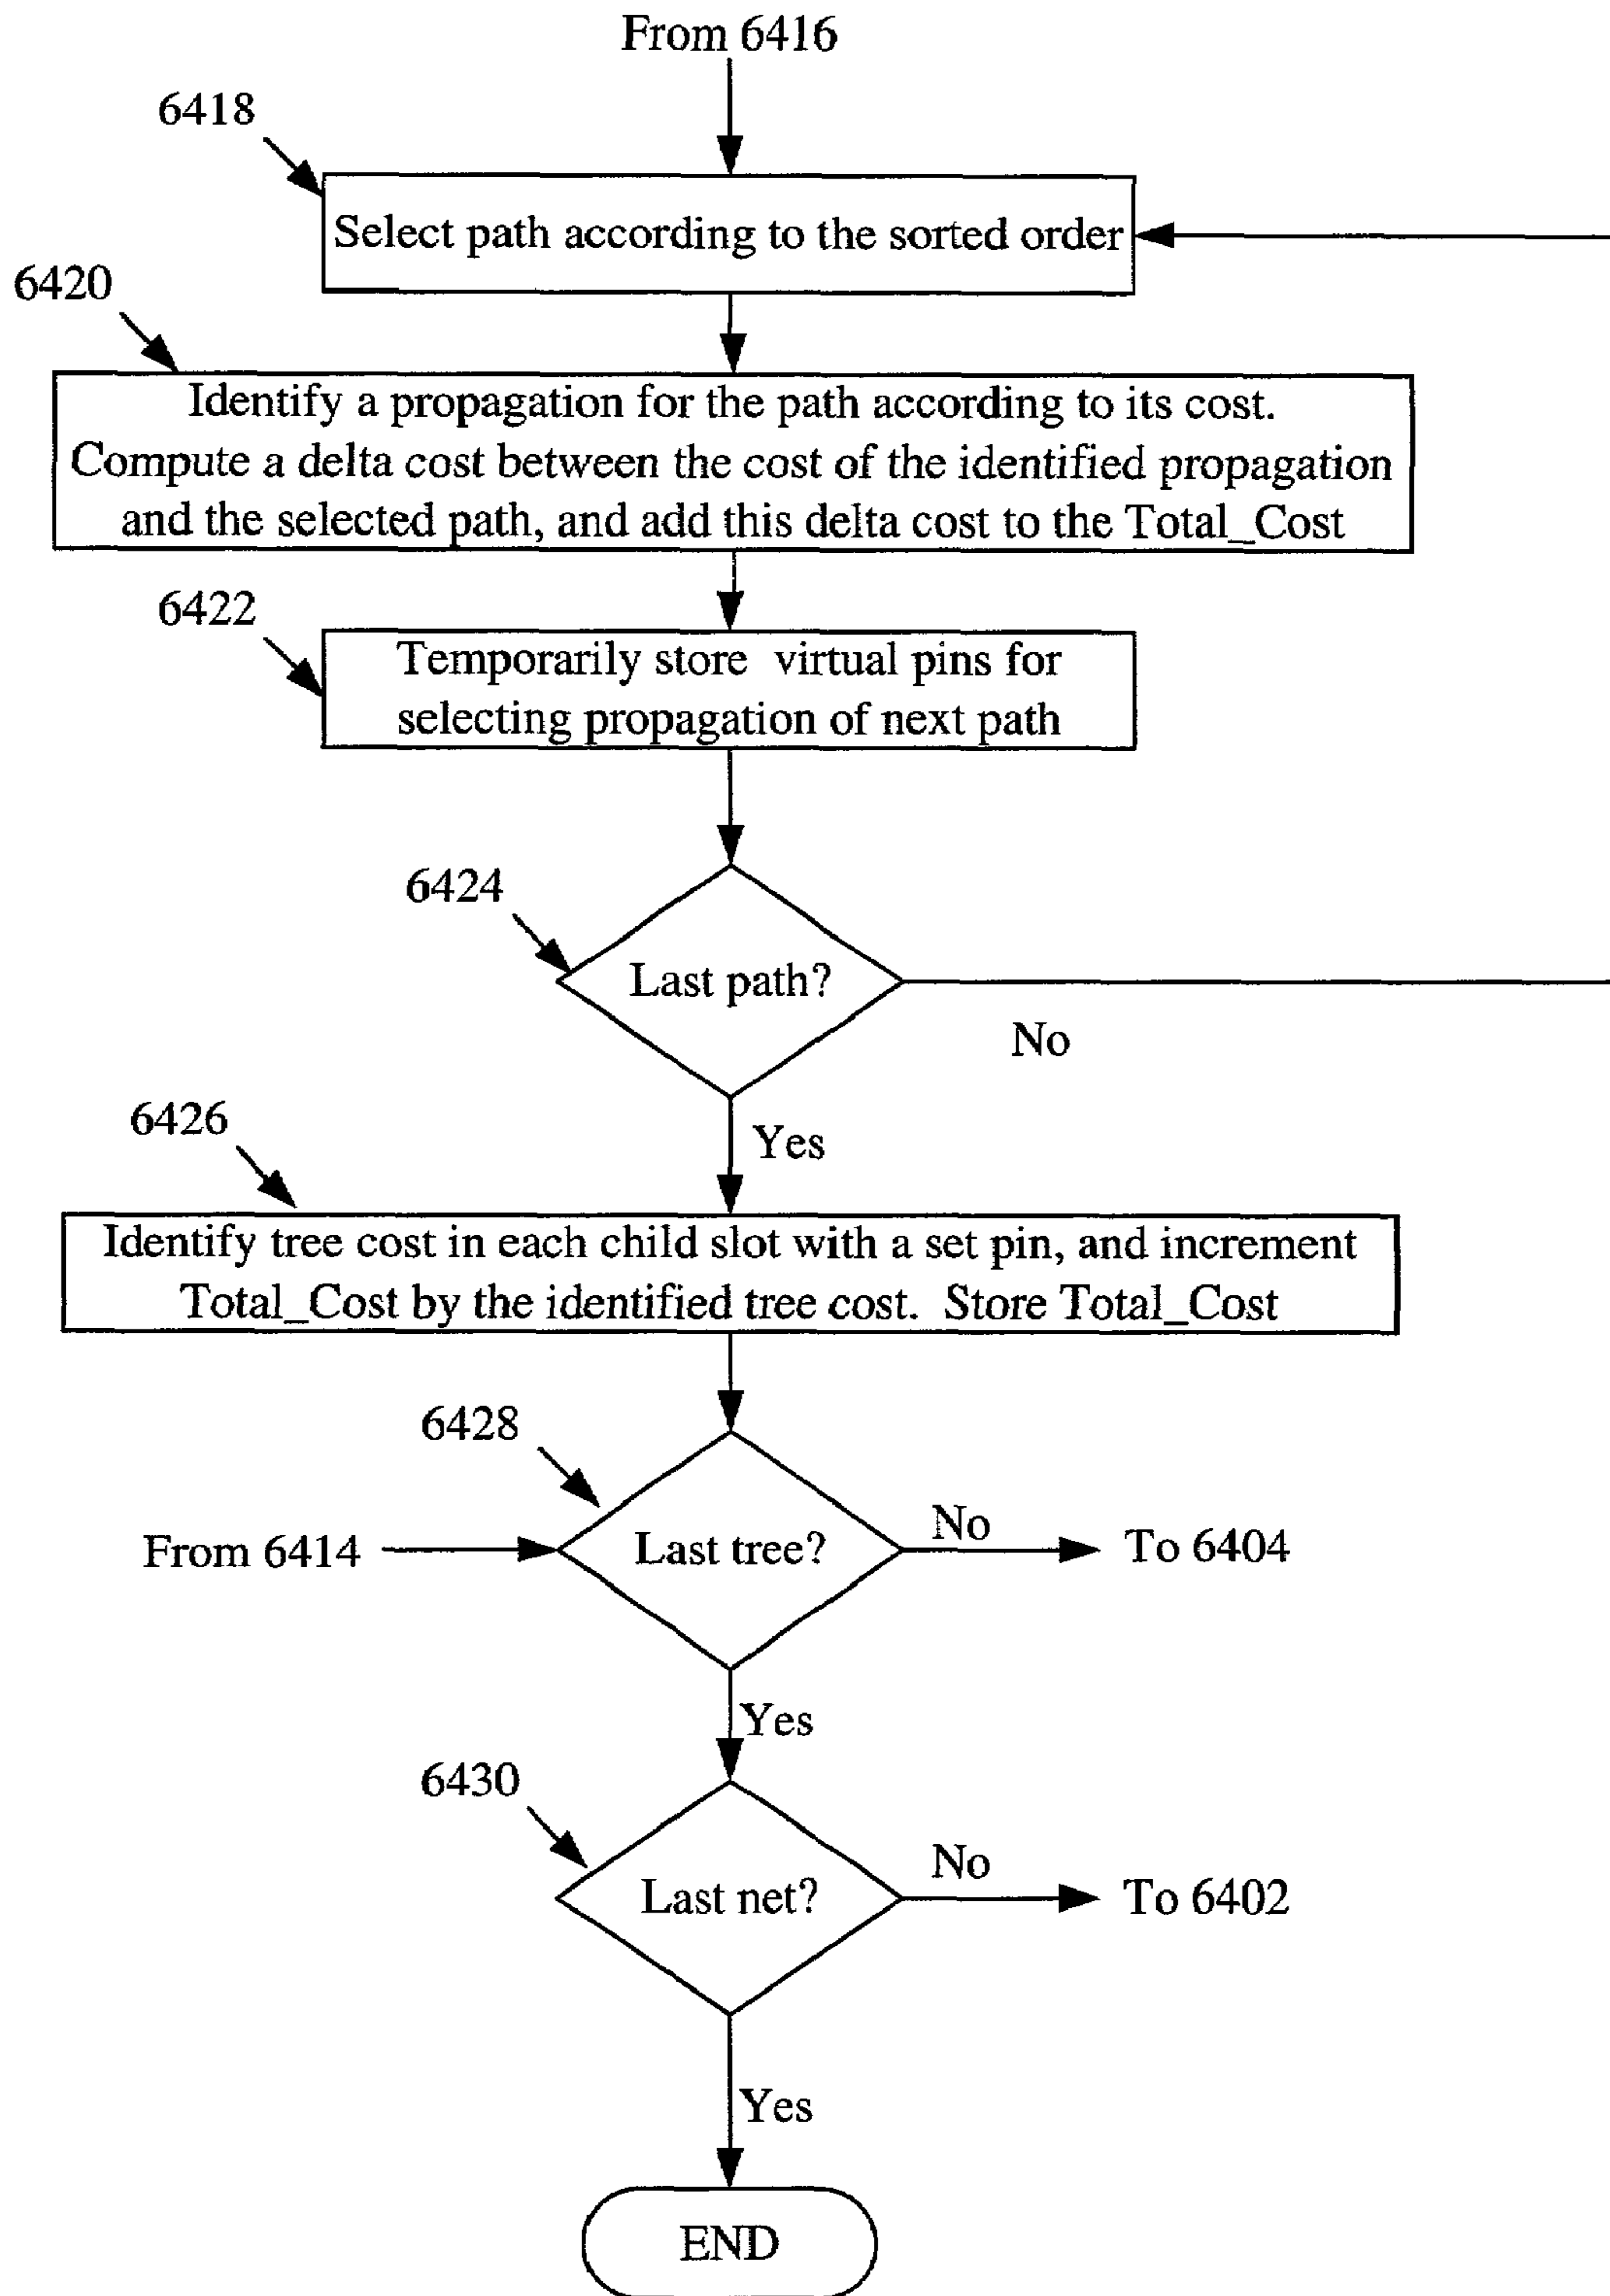 From 6416
6418
Select path according to the sorted order
6420
Identify a propagation for the path according to its cost.
Compute a delta cost between the cost of the identified propagation
and the selected path, and add this delta cost to the Total_Cost
6422
Temporarily store virtual pins for
selecting propagation of next path
6424
Last path?
No
Yes
6426
Identify tree cost in each child slot with a set pin, and increment
Total_Cost by the identified tree cost. Store Total_Cost
6428
From 6414
Last tree?
No
To 6404
Yes
6430
Last net?
No
To 6402
Yes
END